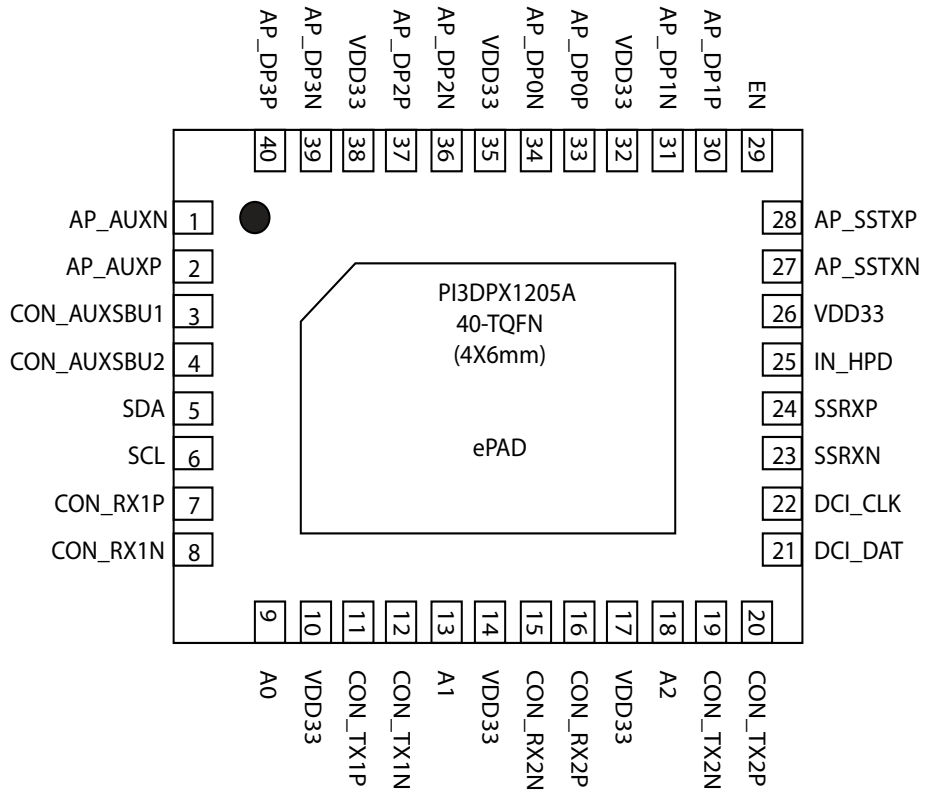 AP_DP3P
AP_DP3N
VDD33
AP_DP2P
AP_DP2N
VDD33
AP_DP0N
AP_DP0P
VDD33
AP_DP1N
AP_DP1P
EN
40
39
38
37
36
35
34
33
32
31
30
29
AP_AUXN 1
28 AP_SSTXP
AP_AUXP 2
27 AP_SSTXN
CON_AUXSBU1 3
26 VDD33
CON_AUXSBU2 4
25 IN_HPD
SDA 5
24 SSRXP
SCL 6
23 SSRXN
CON_RX1P 7
22 DCI_CLK
CON_RX1N 8
21 DCI_DAT
PI3DPX1205A
40-TQFN
(4X6mm)
ePAD
9
10
11
12
13
14
15
16
17
18
19
20
A0
VDD33
CON_TX1P
CON_TX1N
A1
VDD33
CON_RX2N
CON_RX2P
VDD33
A2
CON_TX2N
CON_TX2P